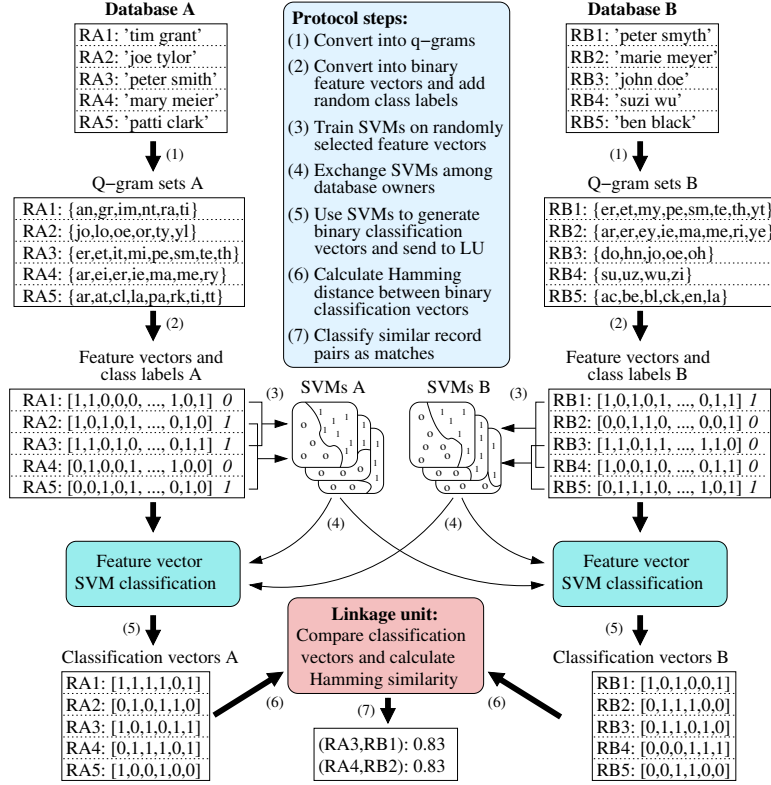 Database A
RA1: 'tim grant'
RA2: 'joe tylor'
RA3: 'peter smith'
RA4: 'mary meier'
RA5: 'patti clark'
(1)
Q-gram sets A
RA1: {an,gr,im,nt,ra,ti}
RA2: {jo,lo,oe,or,ty,yl}
RA3: {er,et,it,mi,pe,sm,te,th}
RA4: {ar,ei,er,ie,ma,me,ry}
RA5: {ar,at,cl,la,pa,rk,ti,tt}
(2)
Feature vectors and
class labels A
RA1: [1,1,0,0,0, ..., 1,0,1] 0
RA2: [1,0,1,0,1, ..., 0,1,0] 1
RA3: [1,1,0,1,0, ..., 0,1,1] 1
RA4: [0,1,0,0,1, ..., 1,0,0] 0
RA5: [0,0,1,0,1, ..., 0,1,0] 1
Protocol steps:
(1) Convert into q-grams
(2) Convert into binary
feature vectors and add
random class labels
(3) Train SVMs on randomly
selected feature vectors
(4) Exchange SVMs among
database owners
(5) Use SVMs to generate
binary classification
vectors and send to LU
(6) Calculate Hamming
distance between binary
classification vectors
(7) Classify similar record
pairs as matches
Database B
RB1: 'peter smyth'
RB2: 'marie meyer'
RB3: 'john doe'
RB4: 'suzi wu'
RB5: 'ben black'
(1)
Q-gram sets B
RB1: {er,et,my,pe,sm,te,th,yt}
RB2: {ar,er,ey,ie,ma,me,ri,ye}
RB3: {do,hn,jo,oe,oh}
RB4: {su,uz,wu,zi}
RB5: {ac,be,bl,ck,en,la}
(2)
Feature vectors and
class labels B
RB1: [1,0,1,0,1, ..., 0,1,1] 1
RB2: [0,0,1,1,0, ..., 0,0,1] 0
RB3: [1,1,0,1,1, ..., 1,1,0] 0
RB4: [1,0,0,1,0, ..., 0,1,1] 0
RB5: [0,1,1,1,0, ..., 1,0,1] 1
(3)
SVMs A
SVMs B
(3)
(4)
(4)
Feature vector
SVM classification
Feature vector
SVM classification
(5)
Classification vectors A
RA1: [1,1,1,1,0,1]
RA2: [0,1,0,1,1,0]
RA3: [1,0,1,0,1,1]
RA4: [0,1,1,1,0,1]
RA5: [1,0,0,1,0,0]
(6)
Linkage unit:
Compare classification
vectors and calculate
Hamming similarity
(7)
(RA3,RB1): 0.83
(RA4,RB2): 0.83
(6)
(5)
Classification vectors B
RB1: [1,0,1,0,0,1]
RB2: [0,1,1,1,0,0]
RB3: [0,1,1,0,1,0]
RB4: [0,0,0,1,1,1]
RB5: [0,0,1,1,0,0]